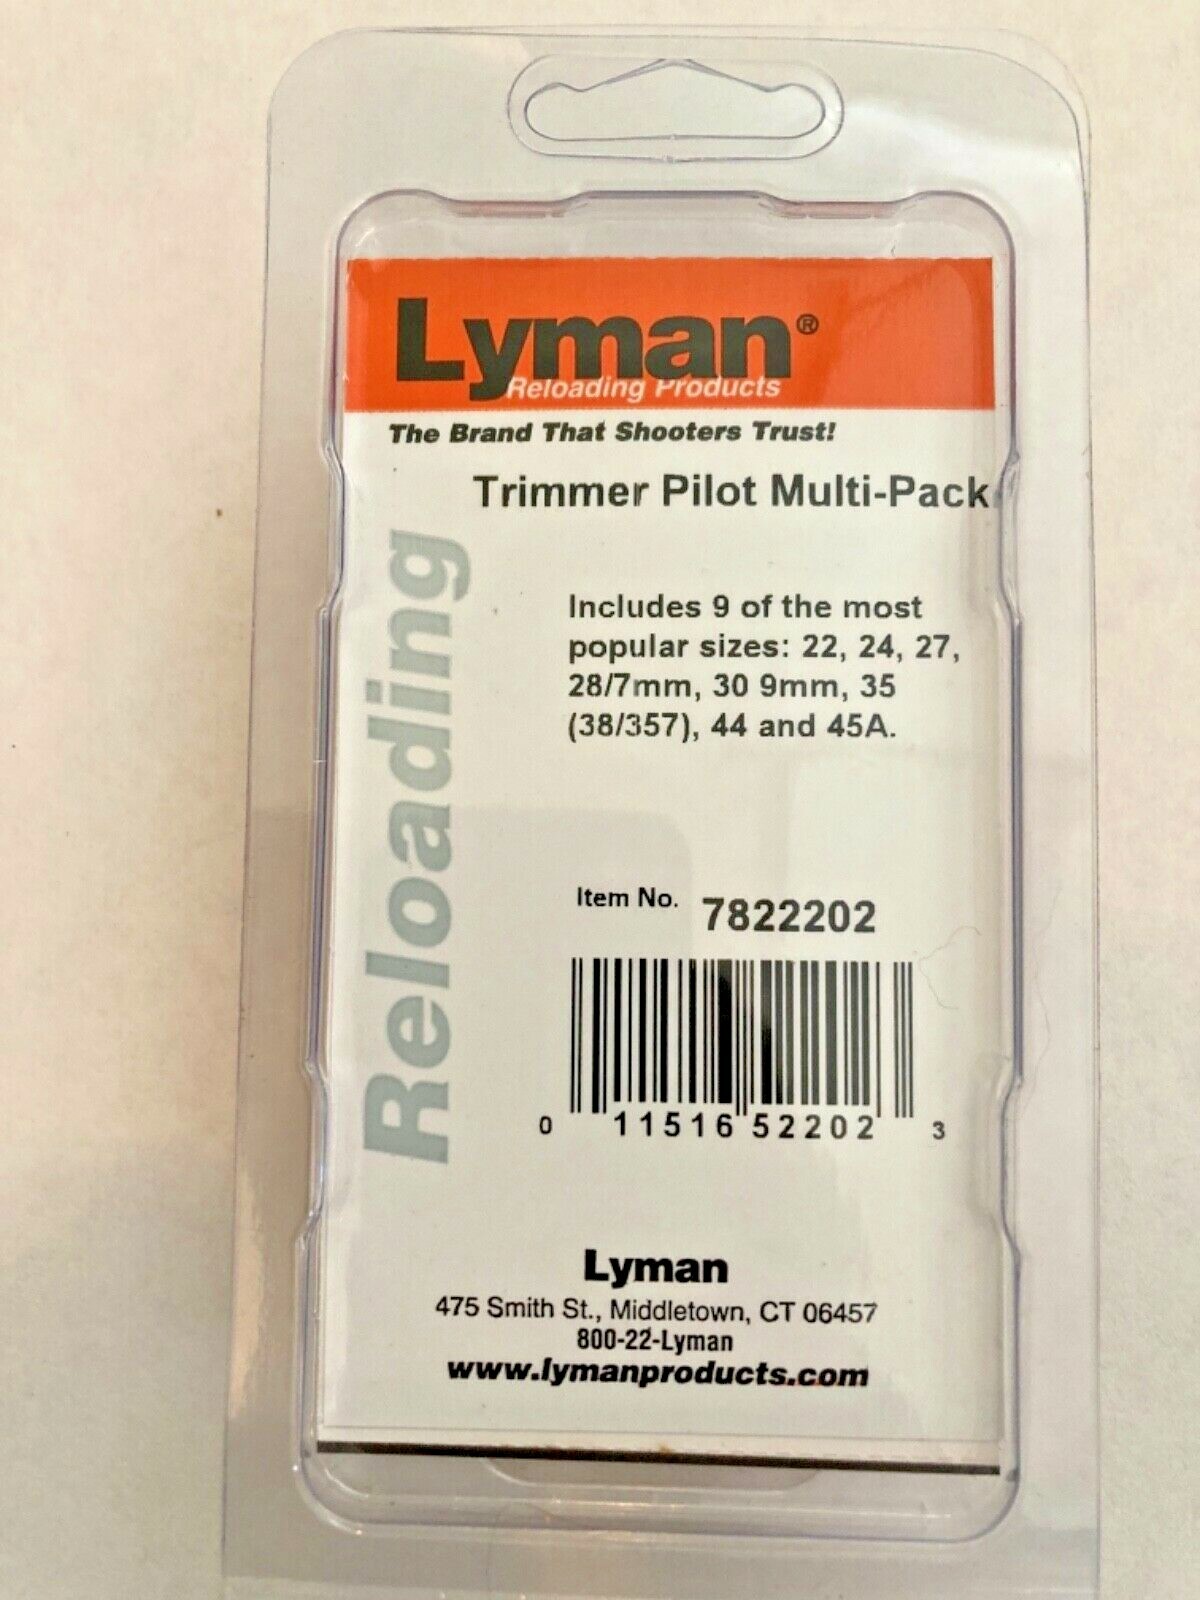 Lyman®
Reloading Products
The Brand That Shooters Trust!
Trimmer Pilot Multi-Pack
Reloading
Includes 9 of the most
popular sizes: 22, 24, 27,
28/7mm, 30 9mm, 35
(38/357), 44 and 45A.
Item No. 7822202
0 11516 52202 3
Lyman
475 Smith St., Middletown, CT 06457
800-22-Lyman
www.lymanproducts.com